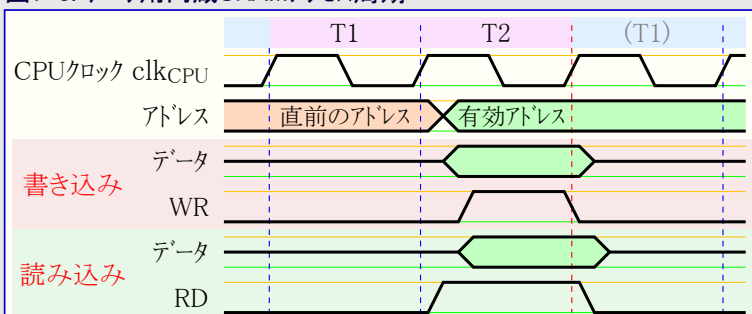 T1 T2 (T1)
CPUクロック clkCPU
アドレス 直前のアドレス 有効アドレス
書き込み
データ
WR
読み込み
データ
RD